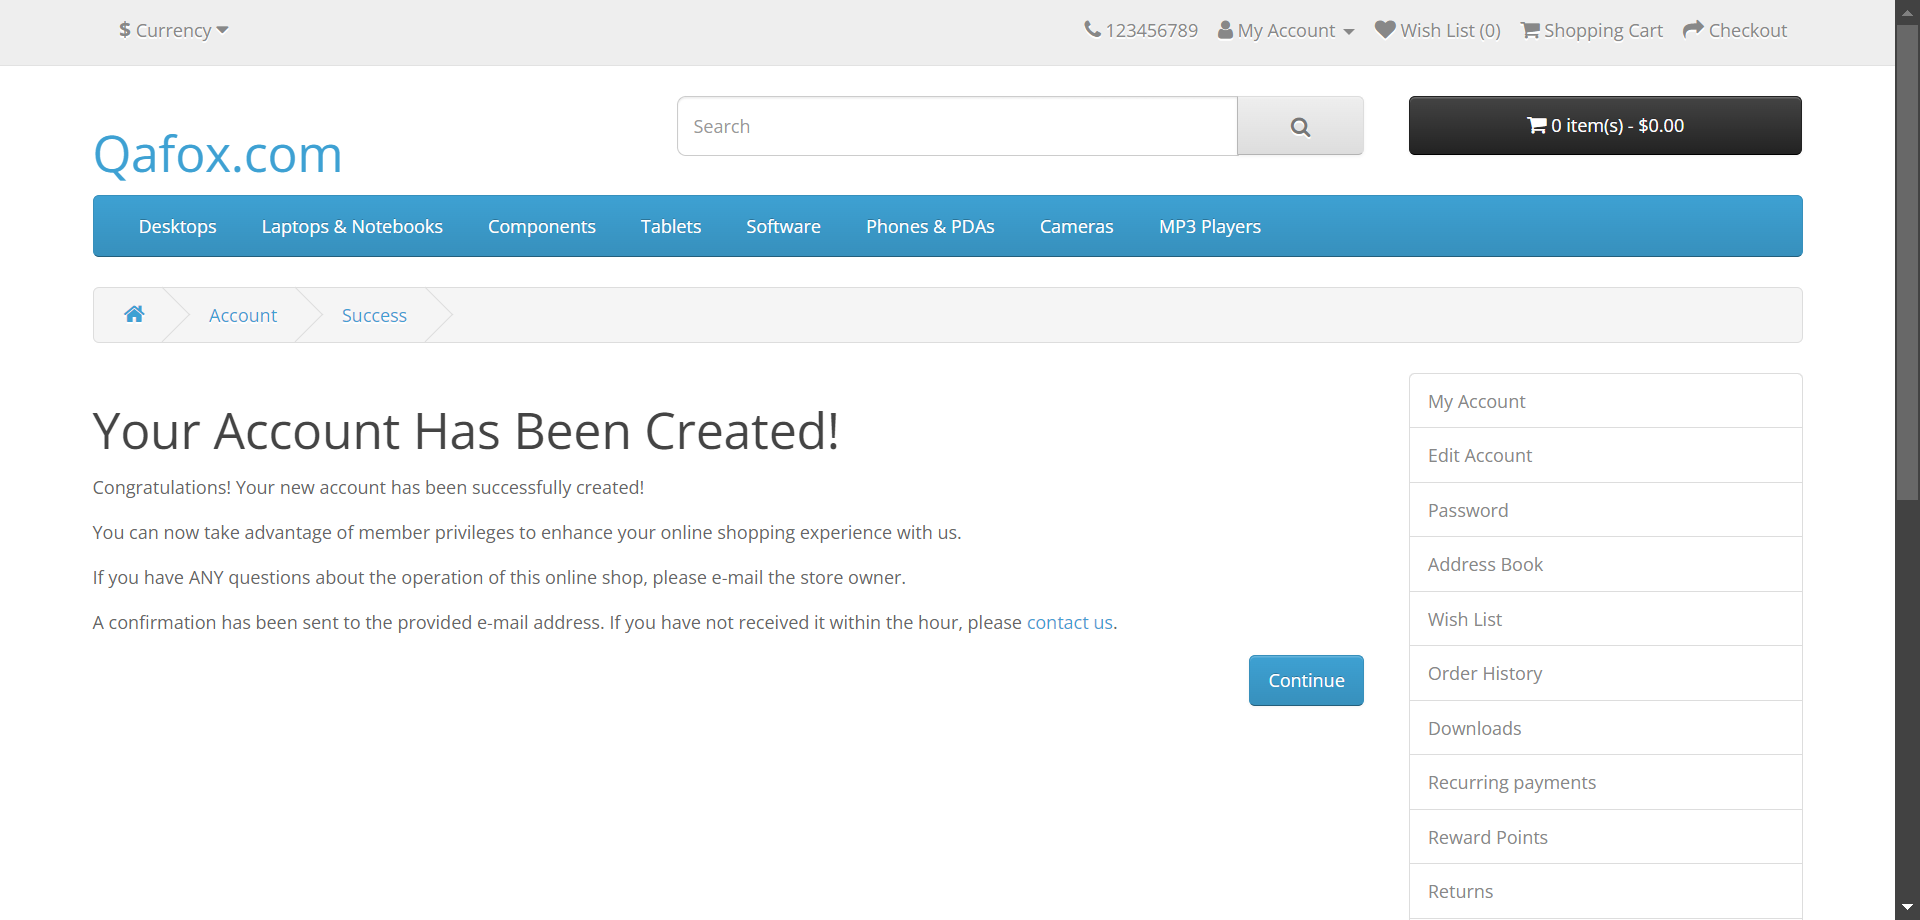 $ Currency
123456789 My Account Wish List (0) Shopping Cart Checkout
Qafox.com
Search
0 item(s) - $0.00
Desktops Laptops & Notebooks Components Tablets Software Phones & PDAs Cameras MP3 Players
Account Success
Your Account Has Been Created!
Congratulations! Your new account has been successfully created!
You can now take advantage of member privileges to enhance your online shopping experience with us.
If you have ANY questions about the operation of this online shop, please e-mail the store owner.
A confirmation has been sent to the provided e-mail address. If you have not received it within the hour, please contact us.
Continue
My Account
Edit Account
Password
Address Book
Wish List
Order History
Downloads
Recurring payments
Reward Points
Returns